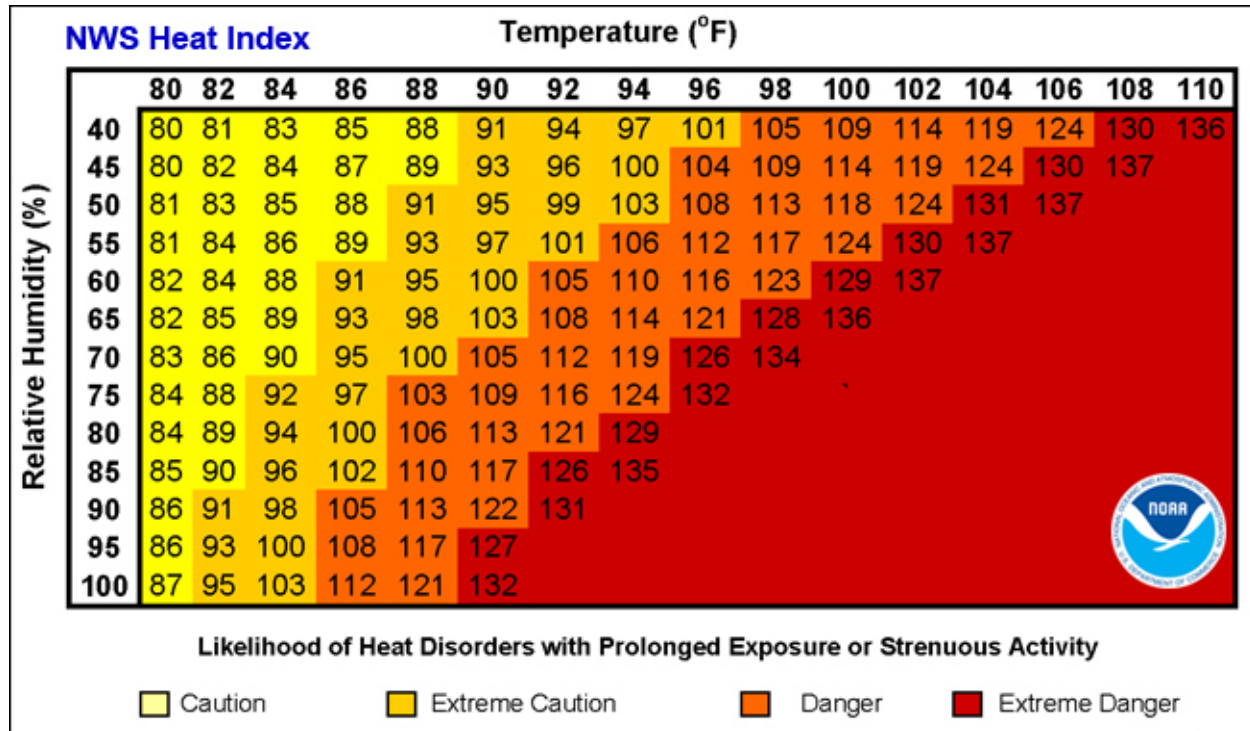 NWS Heat Index
Temperature (°F)
80 82 84 86 88 90 92 94 96 98 100 102 104 106 108 110
Relative Humidity (%)
40 80 81 83 85 88 91 94 97 101 105 109 114 119 124 130 136
45 80 82 84 87 89 93 96 100 104 109 114 119 124 130 137
50 81 83 85 88 91 95 99 103 108 113 118 124 131 137
55 81 84 86 89 93 97 101 106 112 117 124 130 137
60 82 84 88 91 95 100 105 110 116 123 129 137
65 82 85 89 93 98 103 108 114 121 128 136
70 83 86 90 95 100 105 112 119 126 134
75 84 88 92 97 103 109 116 124 132 `
80 84 89 94 100 106 113 121 129
85 85 90 96 102 110 117 126 135
90 86 91 98 105 113 122 131
95 86 93 100 108 117 127
100 87 95 103 112 121 132
NATIONAL OCEANIC AND ATMOSPHERIC ADMINISTRATION
NOAA
U.S. DEPARTMENT OF COMMERCE
Likelihood of Heat Disorders with Prolonged Exposure or Strenuous Activity
Caution
Extreme Caution
Danger
Extreme Danger